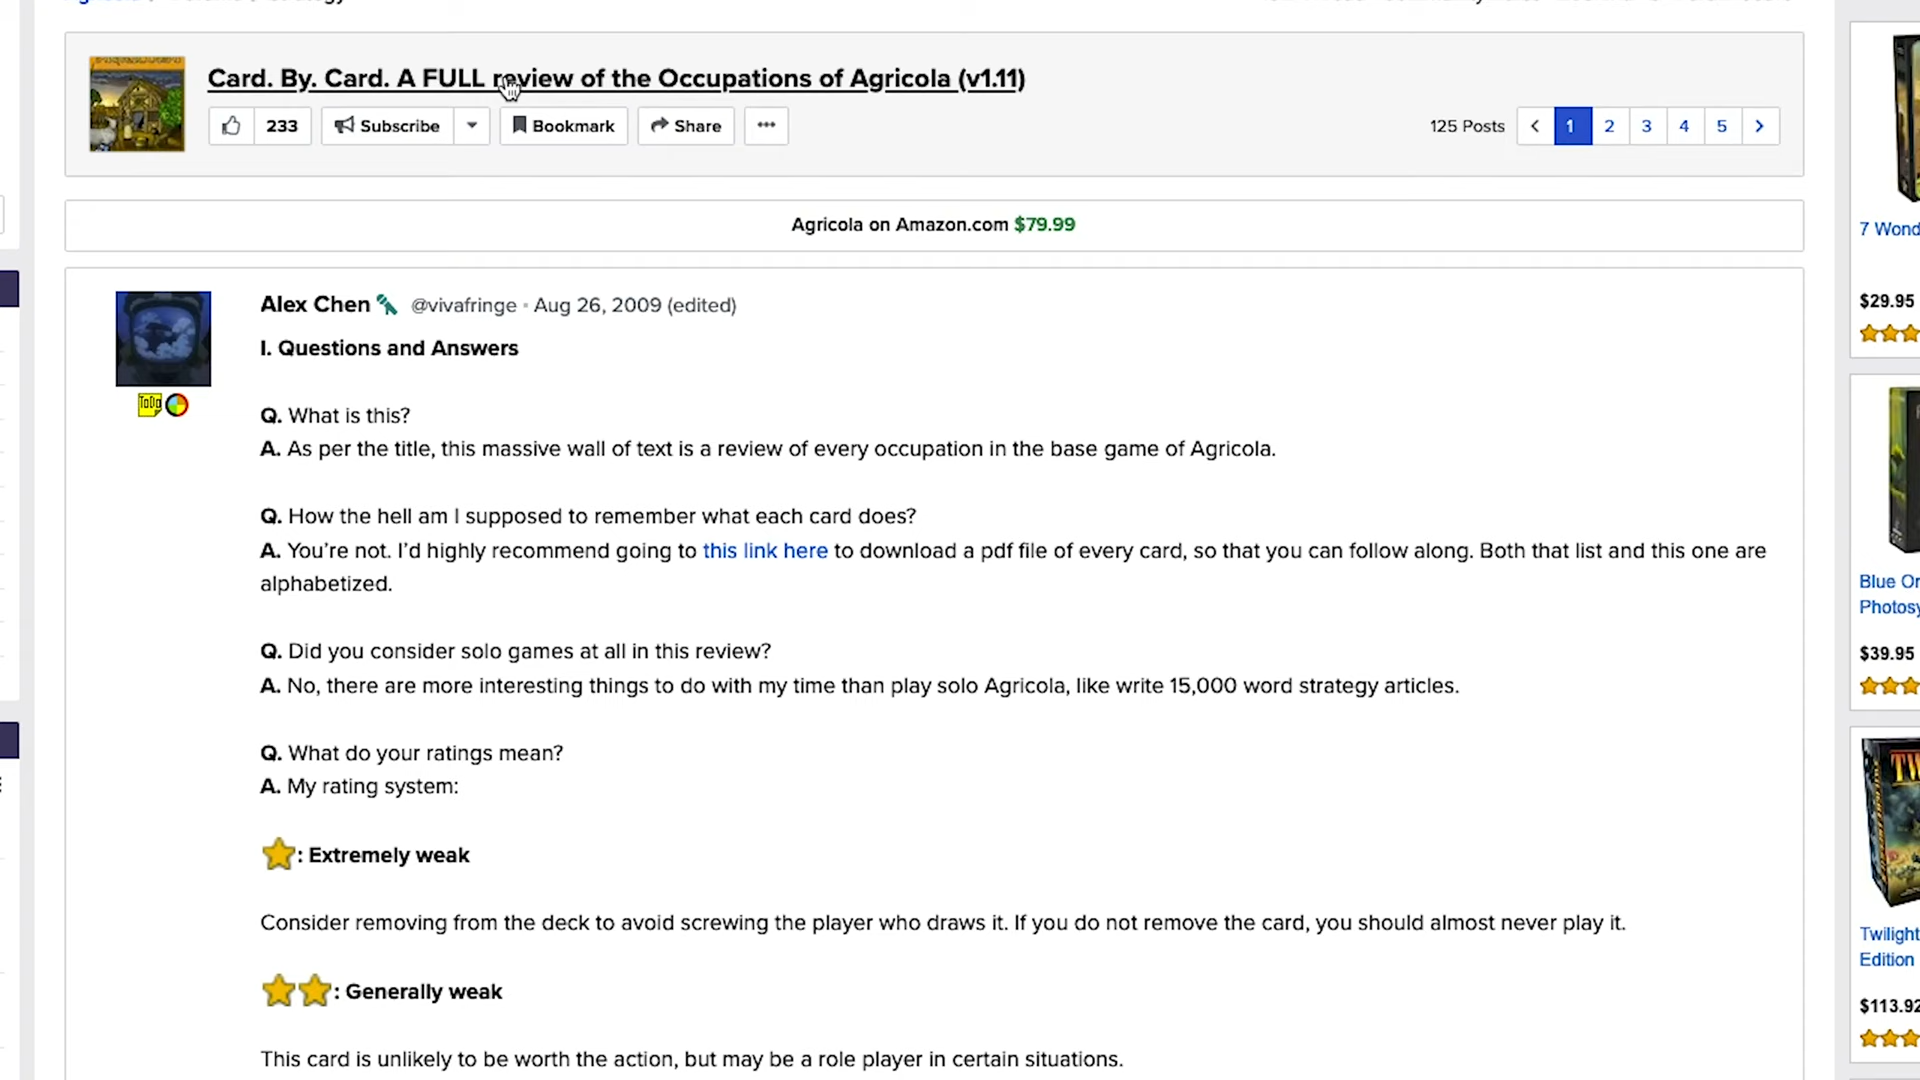 Card. By. Card. A FULL review of the Occupations of Agricola (v1.11)
233 Subscribe Bookmark Share ••• 125 Posts < 1 2 3 4 5 >
Agricola on Amazon.com $79.99
Alex Chen @vivafringe • Aug 26, 2009 (edited)
I. Questions and Answers
Q. What is this?
A. As per the title, this massive wall of text is a review of every occupation in the base game of Agricola.
Q. How the hell am I supposed to remember what each card does?
A. You're not. I'd highly recommend going to this link here to download a pdf file of every card, so that you can follow along. Both that list and this one are
alphabetized.
Q. Did you consider solo games at all in this review?
A. No, there are more interesting things to do with my time than play solo Agricola, like write 15,000 word strategy articles.
Q. What do your ratings mean?
A. My rating system:
: Extremely weak
Consider removing from the deck to avoid screwing the player who draws it. If you do not remove the card, you should almost never play it.
: Generally weak
This card is unlikely to be worth the action, but may be a role player in certain situations.
ToDo
7 Wond
$29.95
Blue Or
Photosy
$39.95
TW
Twilight
Edition
$113.92